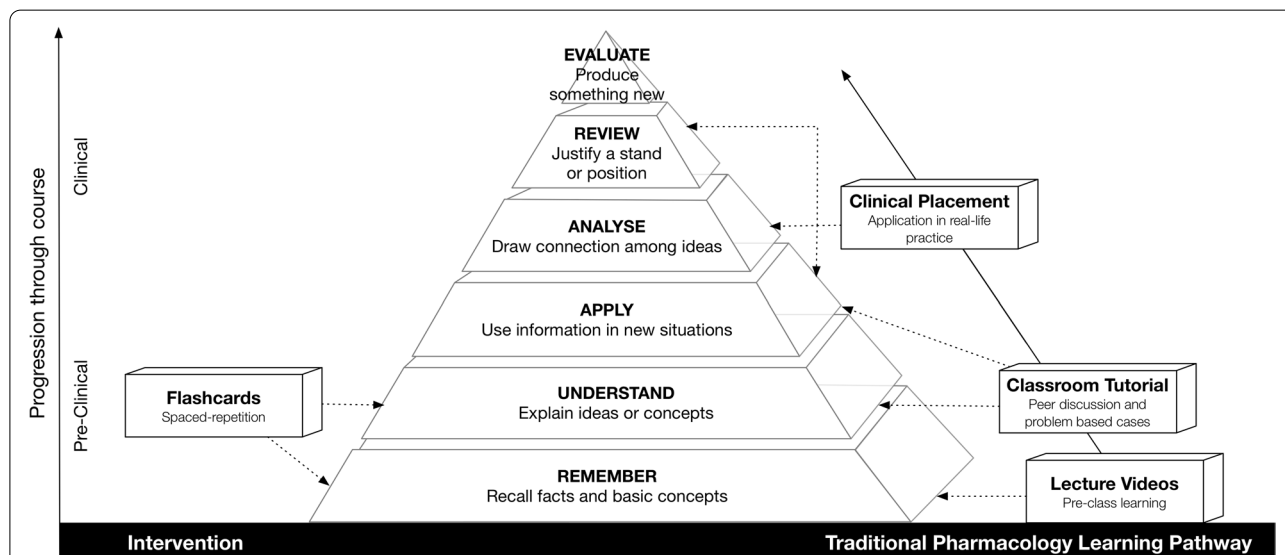 EVALUATE
Produce
something new
REVIEW
Justify a stand
or position
ANALYSE
Draw connection among ideas
APPLY
Use information in new situations
UNDERSTAND
Explain ideas or concepts
REMEMBER
Recall facts and basic concepts
Progression through course
Clinical
Pre-Clinical
Flashcards
Spaced-repetition
Clinical Placement
Application in real-life
practice
Classroom Tutorial
Peer discussion and
problem based cases
Lecture Videos
Pre-class learning
Intervention
Traditional Pharmacology Learning Pathway